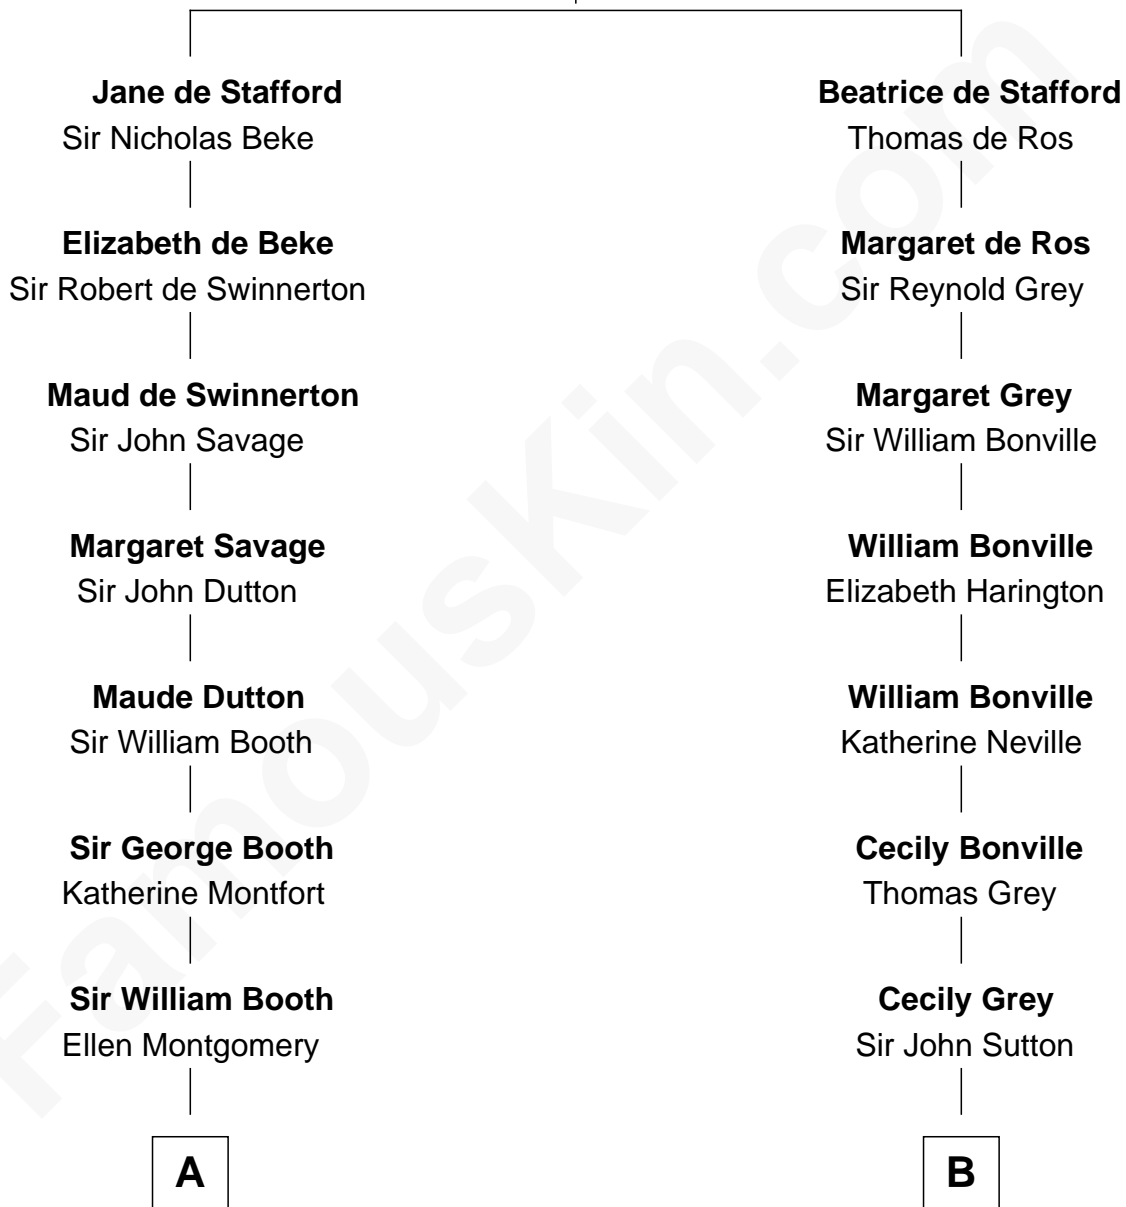 Jane de Stafford
Sir Nicholas Beke
Elizabeth de Beke
Sir Robert de Swinnerton
Maud de Swinnerton
Sir John Savage
Margaret Savage
Sir John Dutton
Maude Dutton
Sir William Booth
Sir George Booth
Katherine Montfort
Sir William Booth
Ellen Montgomery
A
Beatrice de Stafford
Thomas de Ros
Margaret de Ros
Sir Reynold Grey
Margaret Grey
Sir William Bonville
William Bonville
Elizabeth Harington
William Bonville
Katherine Neville
Cecily Bonville
Thomas Grey
Cecily Grey
Sir John Sutton
B
FamousKin.com